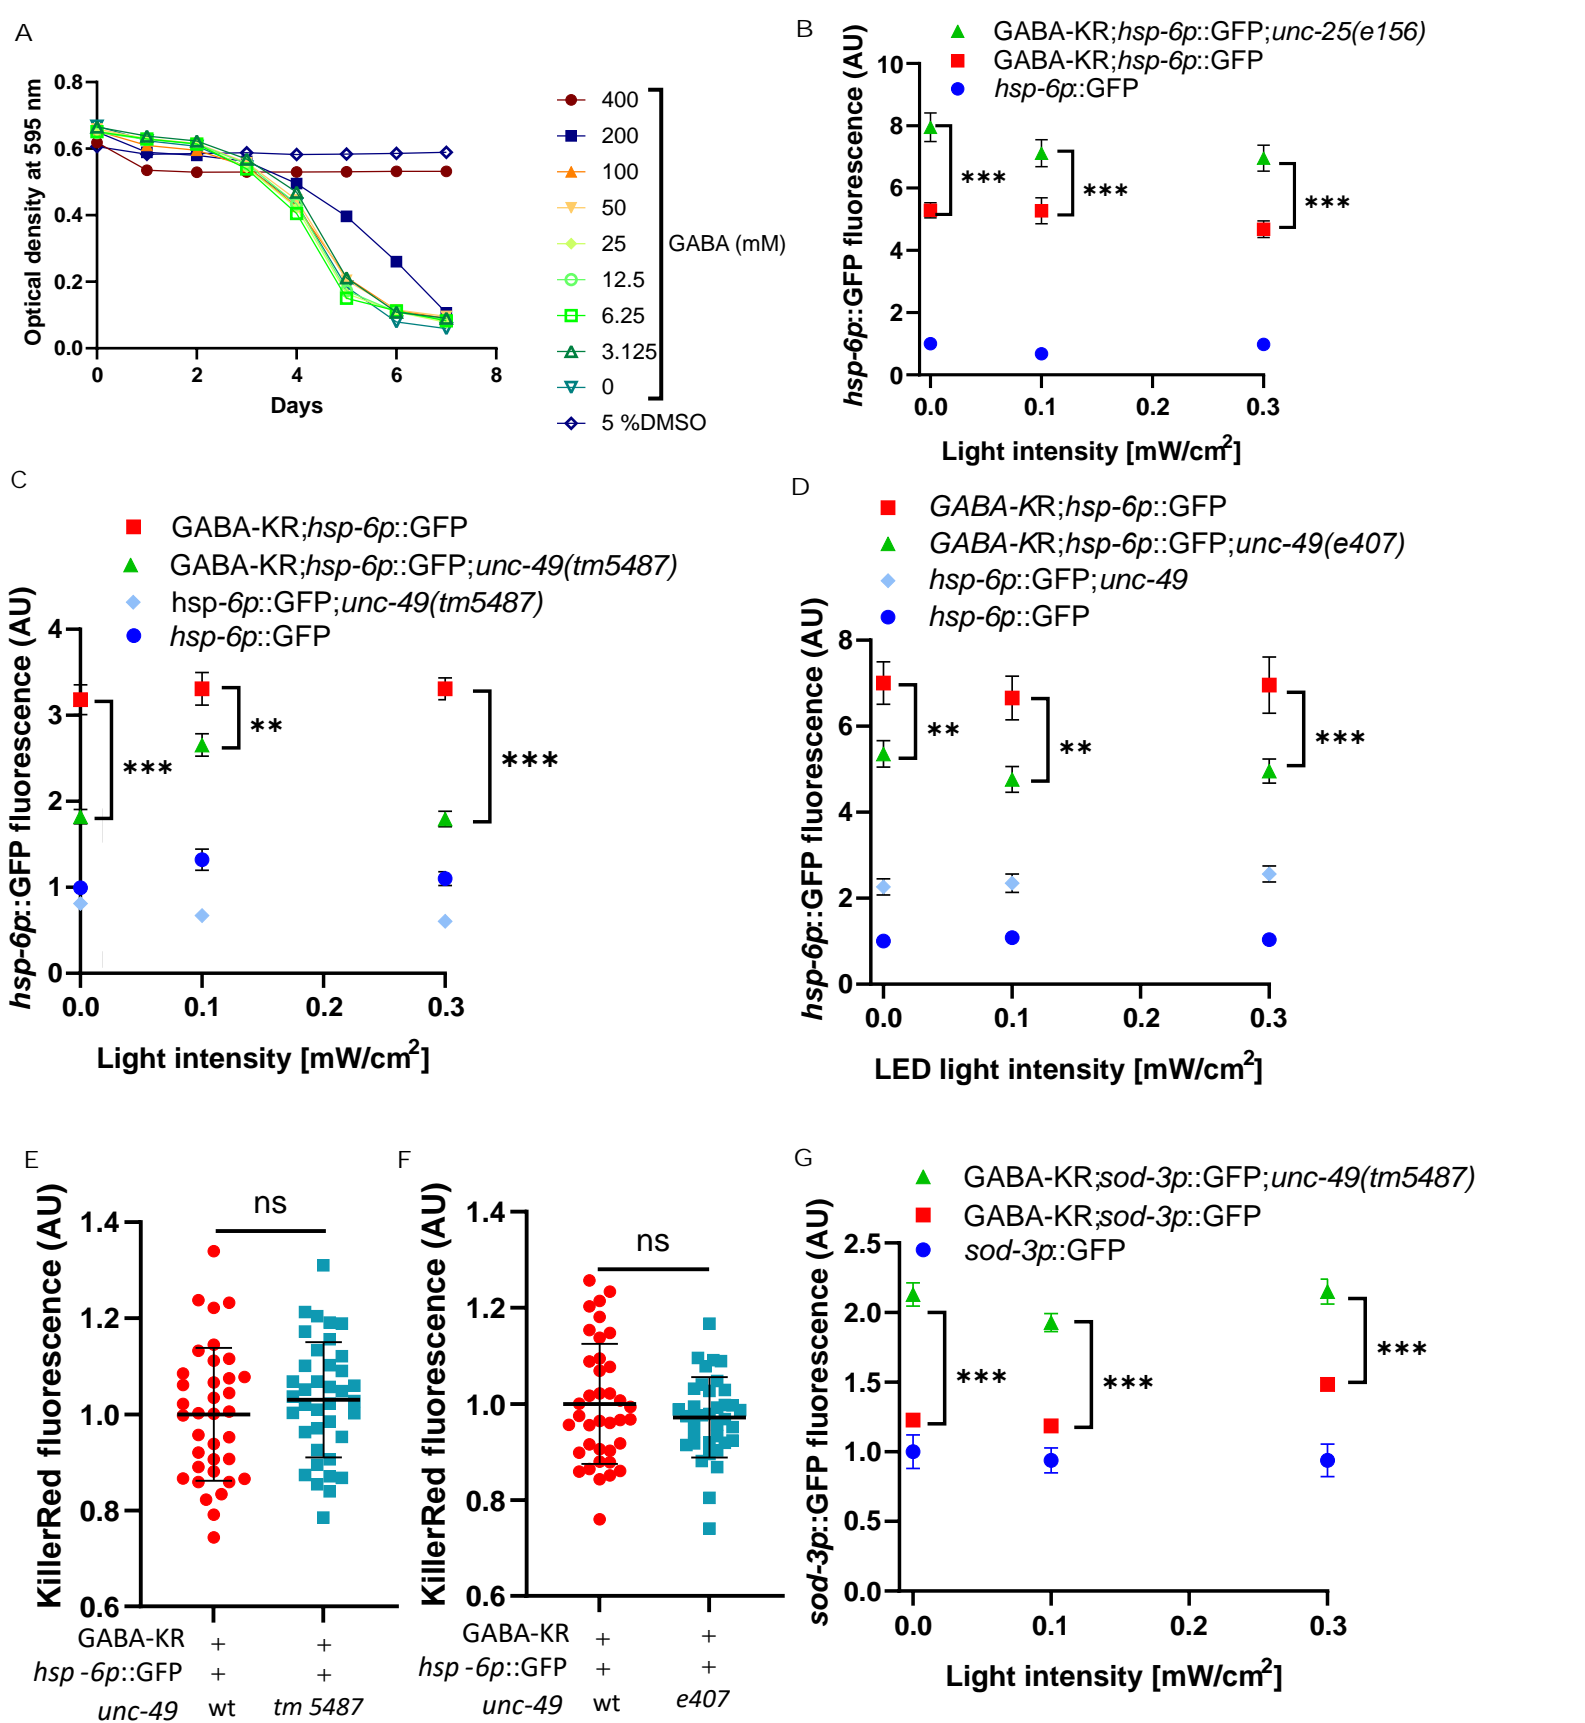 A
Optical density at 595 nm
0.8
0.6
0.4
0.2
0.0
0 2 4 6 8
Days
400
200
100
50
25
12.5
6.25
3.125
0
5 %DMSO
GABA (mM)
B
GABA-KR;hsp-6p::GFP;unc-25(e156)
GABA-KR;hsp-6p::GFP
hsp-6p::GFP
hsp-6p::GFP fluorescence (AU)
10
8
6
4
2
0
*** *** ***
0.0 0.1 0.2 0.3
Light intensity [mW/cm2]
C
GABA-KR;hsp-6p::GFP
GABA-KR;hsp-6p::GFP;unc-49(tm5487)
hsp-6p::GFP;unc-49(tm5487)
hsp-6p::GFP
hsp-6p::GFP fluorescence (AU)
4
3
2
1
0
*** ** ***
0.0 0.1 0.2 0.3
Light intensity [mW/cm2]
D
GABA-KR;hsp-6p::GFP
GABA-KR;hsp-6p::GFP;unc-49(e407)
hsp-6p::GFP;unc-49
hsp-6p::GFP
hsp-6p::GFP fluorescence (AU)
8
6
4
2
0
** ** ***
0.0 0.1 0.2 0.3
LED light intensity [mW/cm2]
E
KillerRed fluorescence (AU)
1.4
1.2
1.0
0.8
0.6
ns
GABA-KR + +
hsp -6p::GFP + +
unc-49 wt tm 5487
F
KillerRed fluorescence (AU)
1.4
1.2
1.0
0.8
0.6
ns
GABA-KR + +
hsp -6p::GFP + +
unc-49 wt e407
G
GABA-KR;sod-3p::GFP;unc-49(tm5487)
GABA-KR;sod-3p::GFP
sod-3p::GFP
sod-3p::GFP fluorescence (AU)
2.5
2.0
1.5
1.0
0.5
0.0
*** *** ***
0.0 0.1 0.2 0.3
Light intensity [mW/cm2]